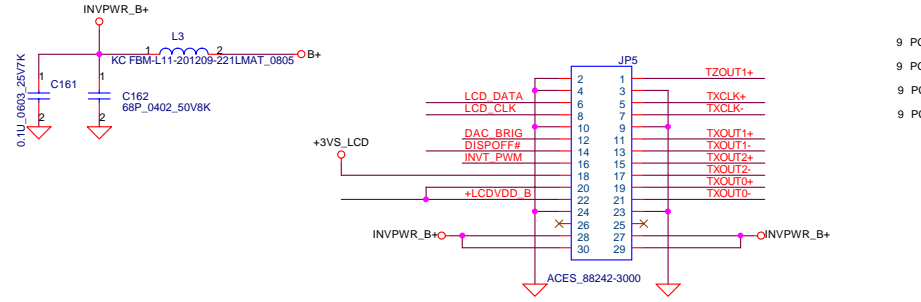 INVPWR_B+
L3
1
2
B+
KC FBM-L11-201209-221LMAT_0805
0.1U_0603_25V7K
1
C161
2
1
C162
68P_0402_50V8K
2
JP5
2 1 TZOUT1+
4 3
LCD_DATA 6 5 TXCLK+
LCD_CLK 8 7 TXCLK-
10 9
DAC_BRIG 12 11 TXOUT1+
DISPOFF# 14 13 TXOUT1-
INVT_PWM 16 15 TXOUT2+
+3VS_LCD
18 17 TXOUT2-
20 19 TXOUT0+
+LCDVDD_B 22 21 TXOUT0-
24 23
26 25
INVPWR_B+ 28 27 INVPWR_B+
30 29
ACES_88242-3000
9 P
9 P
9 P
9 P